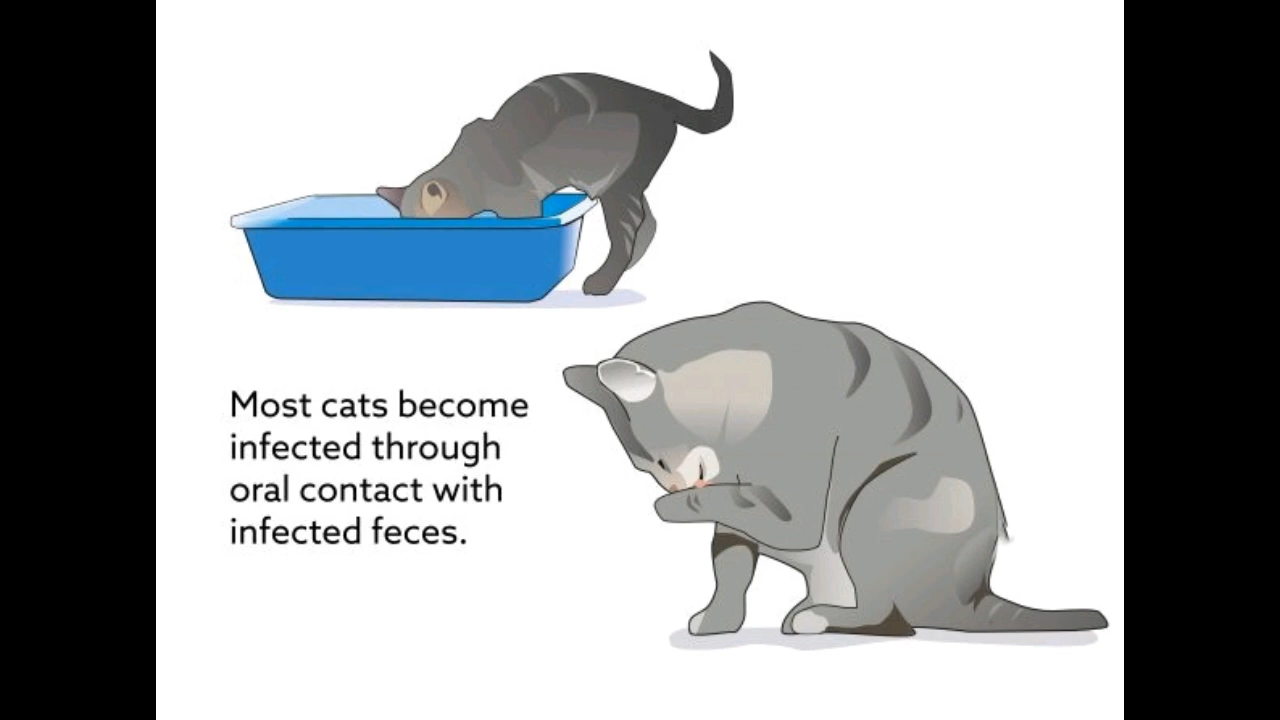 Most cats become
infected through
oral contact with
infected feces.